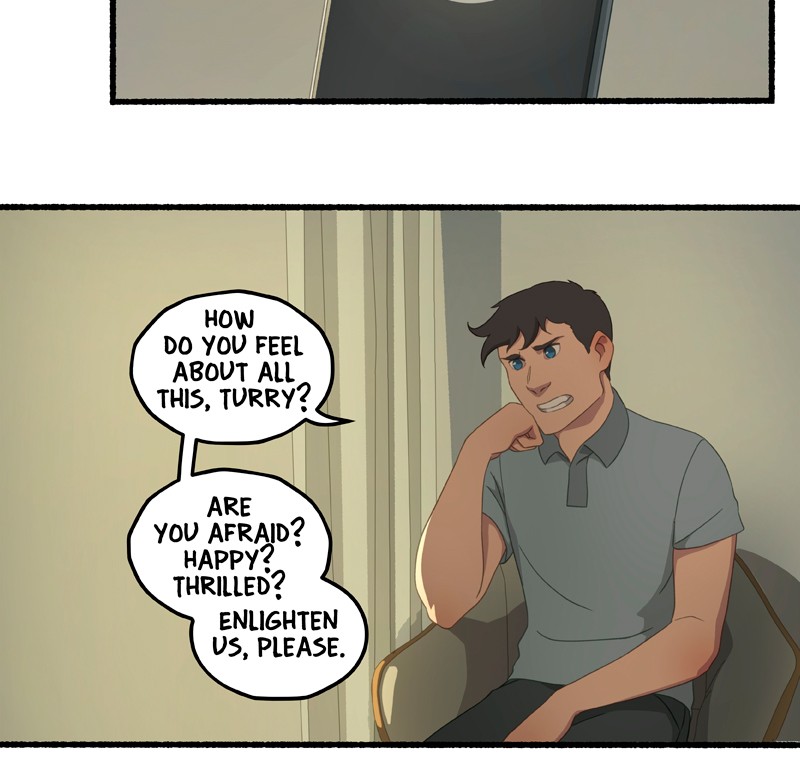 HOW
DO YOU FEEL
ABOUT ALL
THIS, TURRY?
ARE
YOU AFRAID?
HAPPY?
THRILLED?
ENLIGHTEN
US, PLEASE.